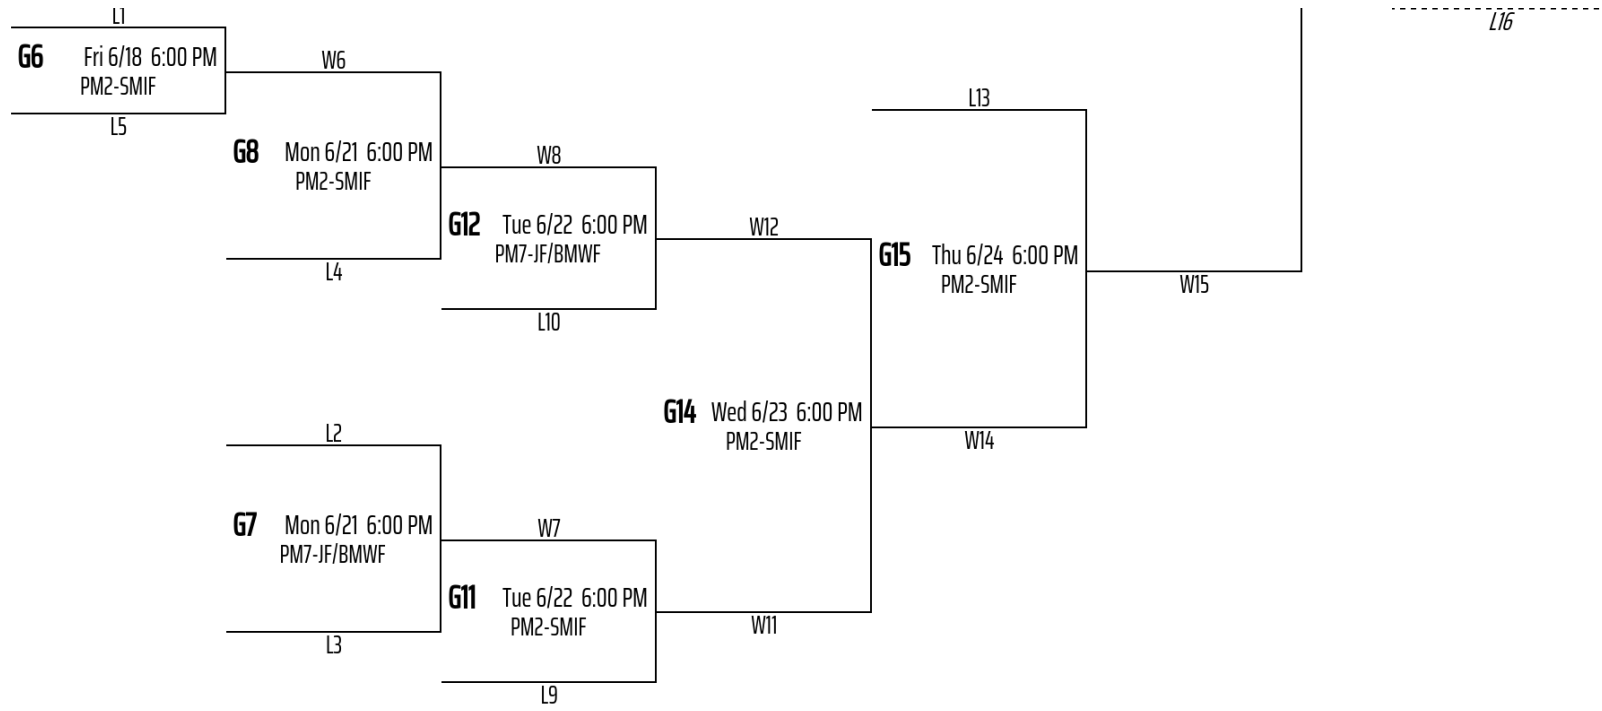 L1
L16
G6 Fri 6/18 6:00 PM
PM2-SMIF
L5
W6
G8 Mon 6/21 6:00 PM
PM2-SMIF
L4
W8
G12 Tue 6/22 6:00 PM
PM7-JF/BMWF
L10
W12
L13
G15 Thu 6/24 6:00 PM
PM2-SMIF
W15
G14 Wed 6/23 6:00 PM
PM2-SMIF
W14
L2
G7 Mon 6/21 6:00 PM
PM7-JF/BMWF
L3
W7
G11 Tue 6/22 6:00 PM
PM2-SMIF
L9
W11